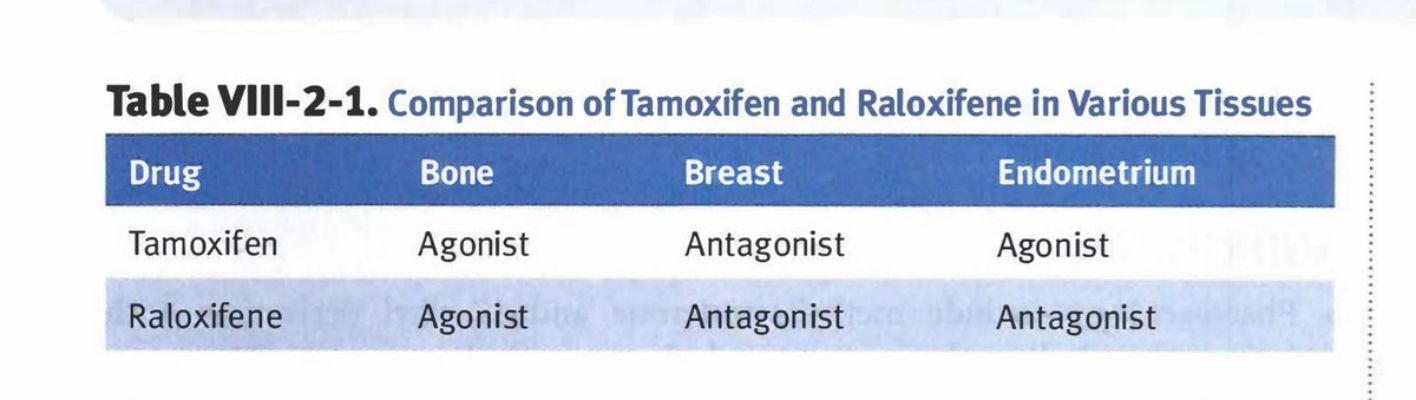 Table VIII-2-1. Comparison of Tamoxifen and Raloxifene in Various Tissues
Drug Bone Breast Endometrium
Tamoxifen Agonist Antagonist Agonist
Raloxifene Agonist Antagonist Antagonist